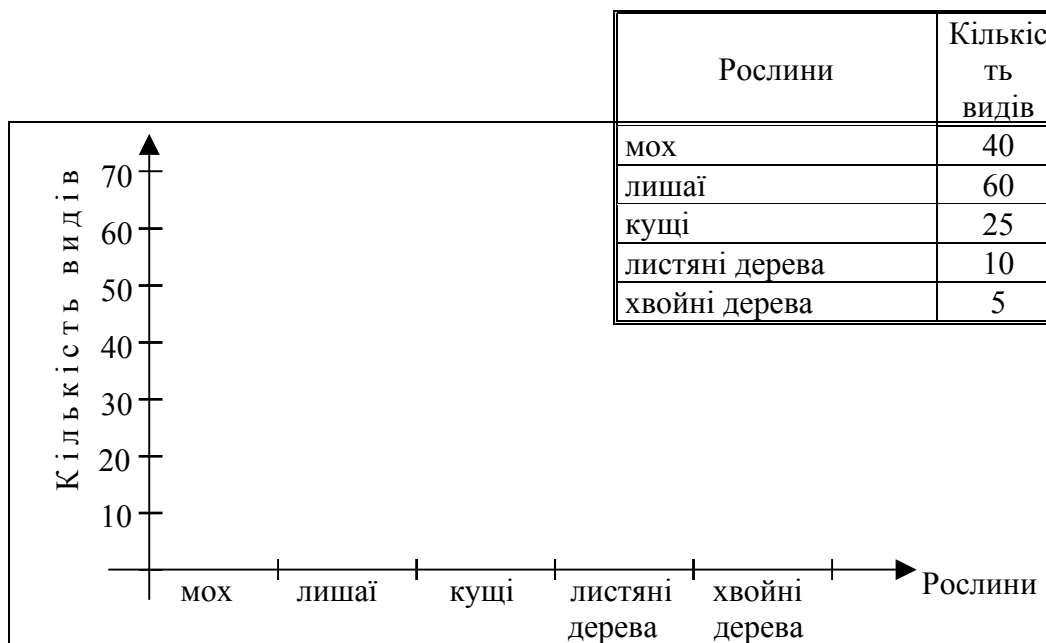 Рослини
Кількіс
ть
видів
мох 40
лишаї 60
кущі 25
листяні дерева 10
хвойні дерева 5
Кількість видів
70
60
50
40
30
20
10
мох лишаї кущі листяні дерева хвойні дерева
Рослини